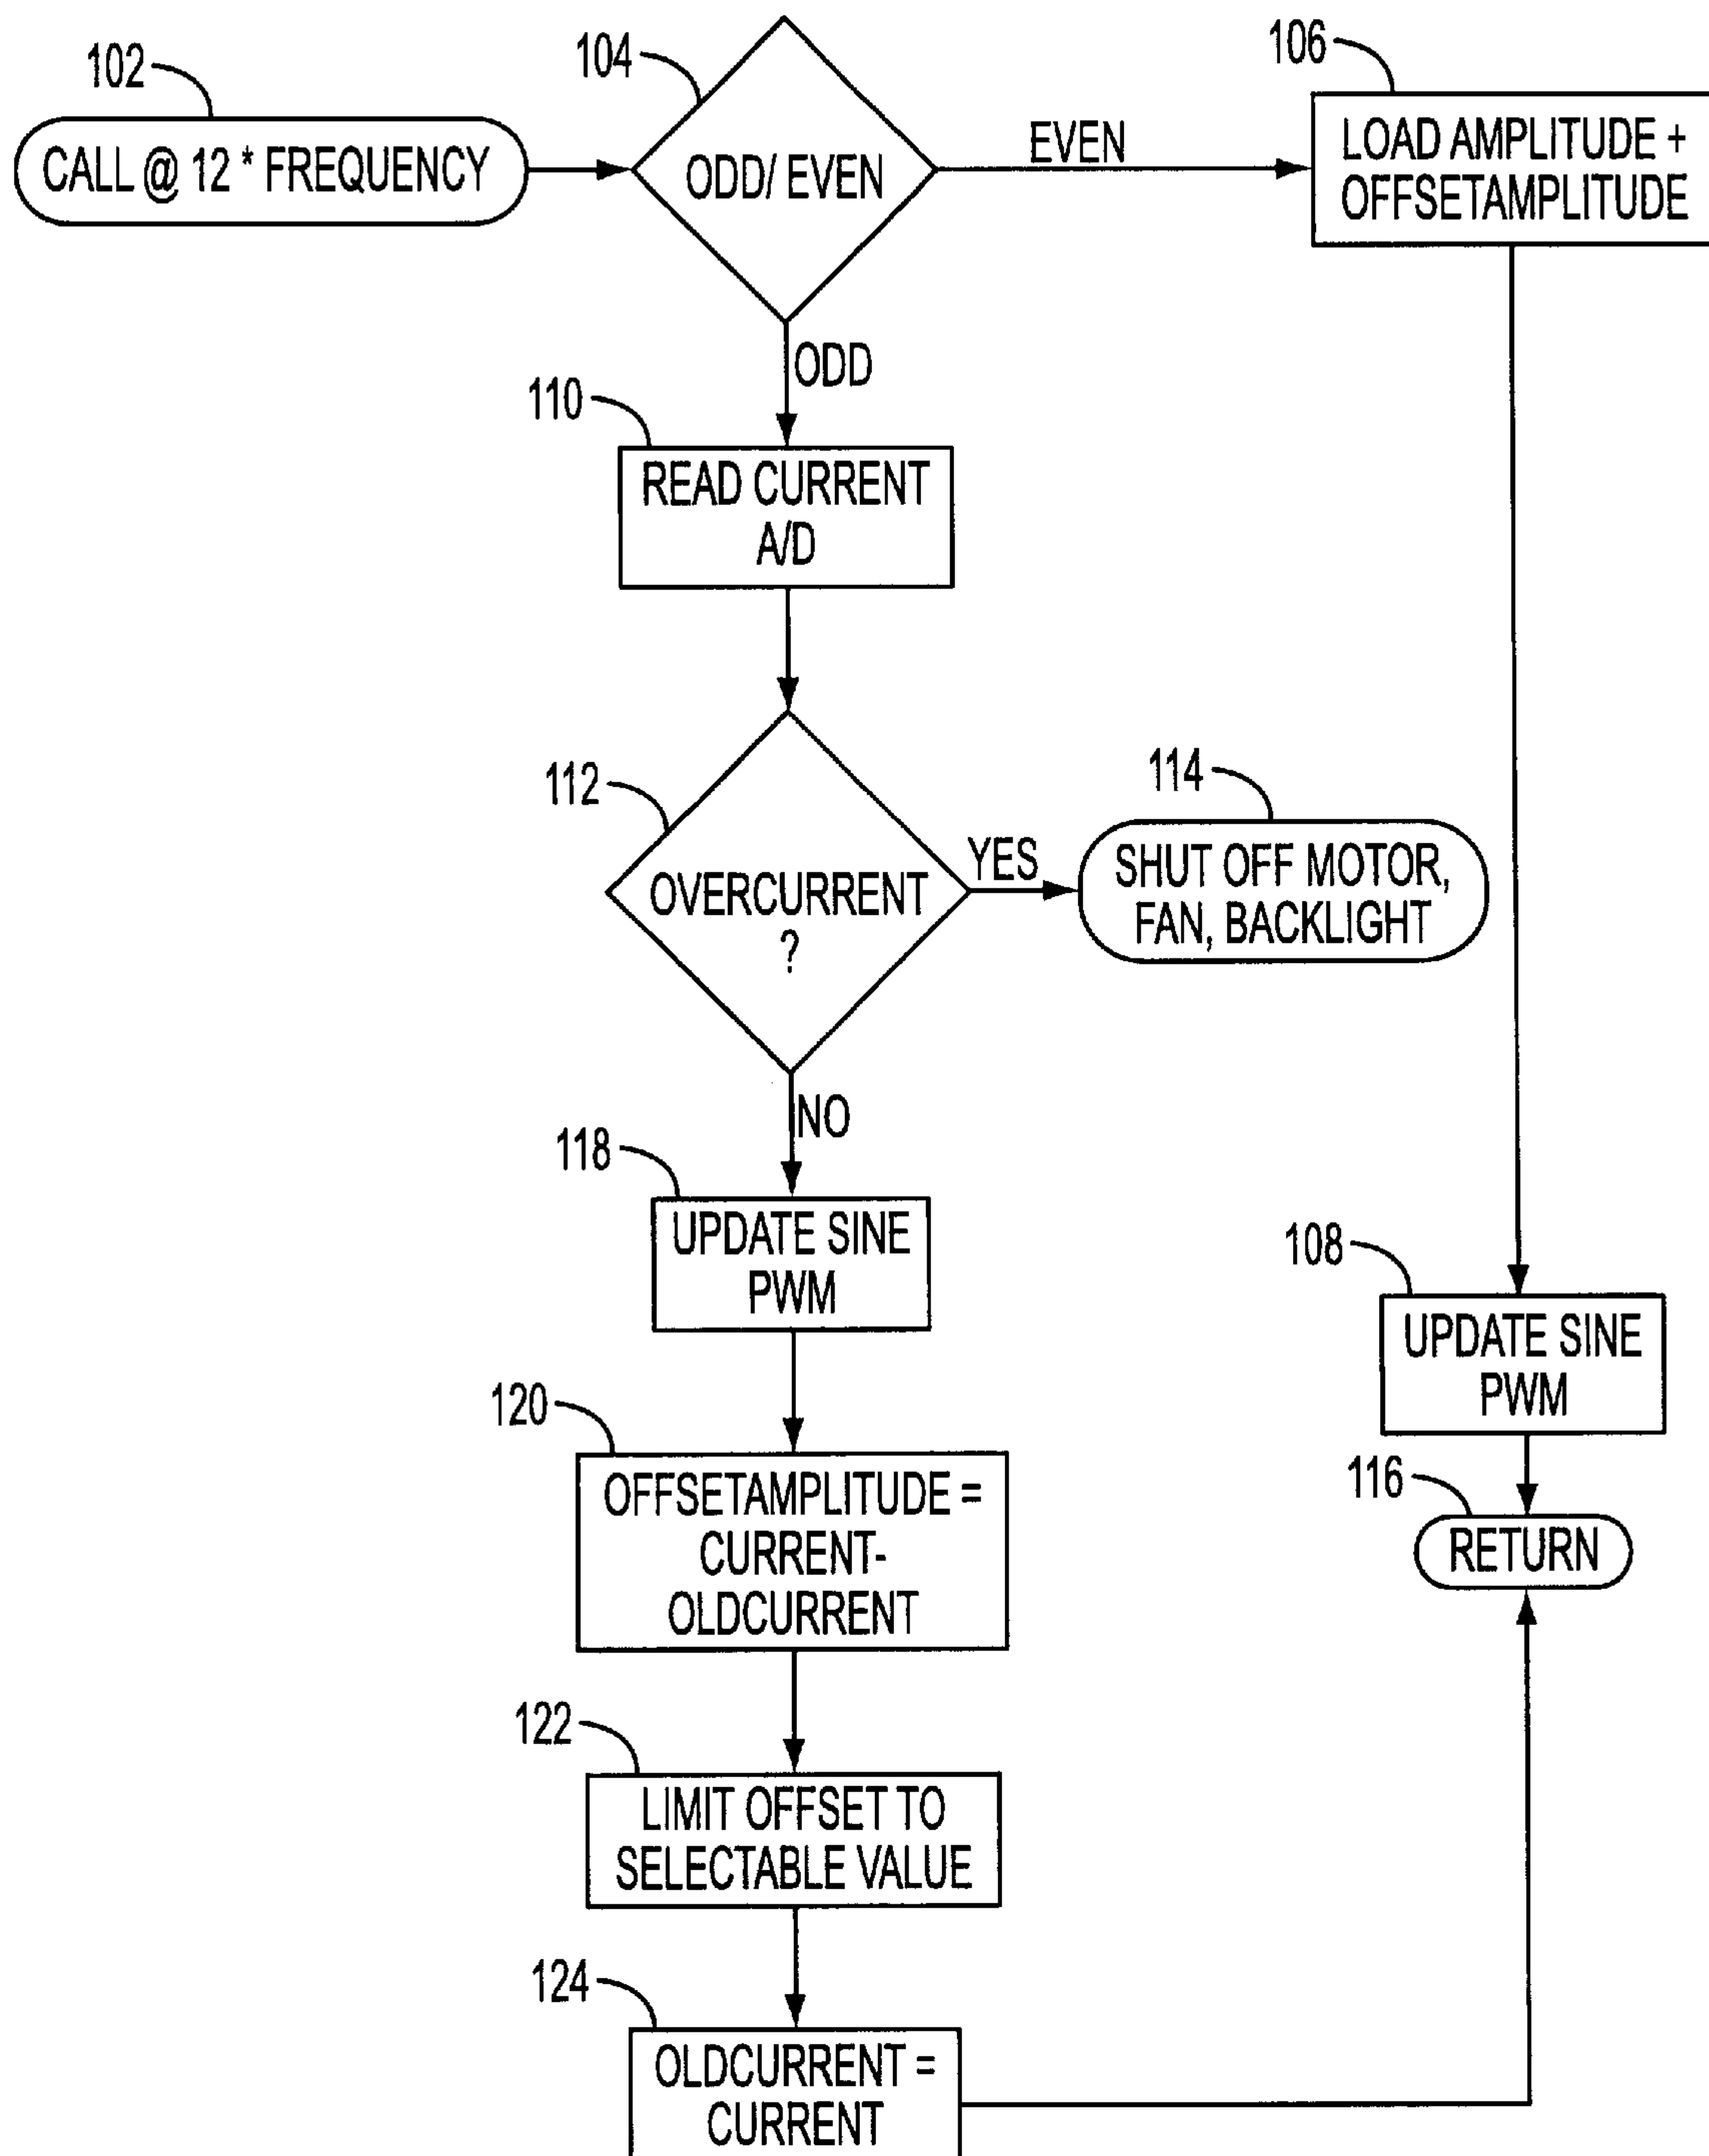 102
CALL @ 12 * FREQUENCY
104
ODD/ EVEN
EVEN
106
LOAD AMPLITUDE +
OFFSETAMPLITUDE
ODD
110
READ CURRENT
A/D
112
OVERCURRENT
?
YES
114
SHUT OFF MOTOR,
FAN, BACKLIGHT
NO
118
UPDATE SINE
PWM
108
UPDATE SINE
PWM
120
OFFSETAMPLITUDE =
CURRENT-
OLDCURRENT
116
RETURN
122
LIMIT OFFSET TO
SELECTABLE VALUE
124
OLDCURRENT =
CURRENT